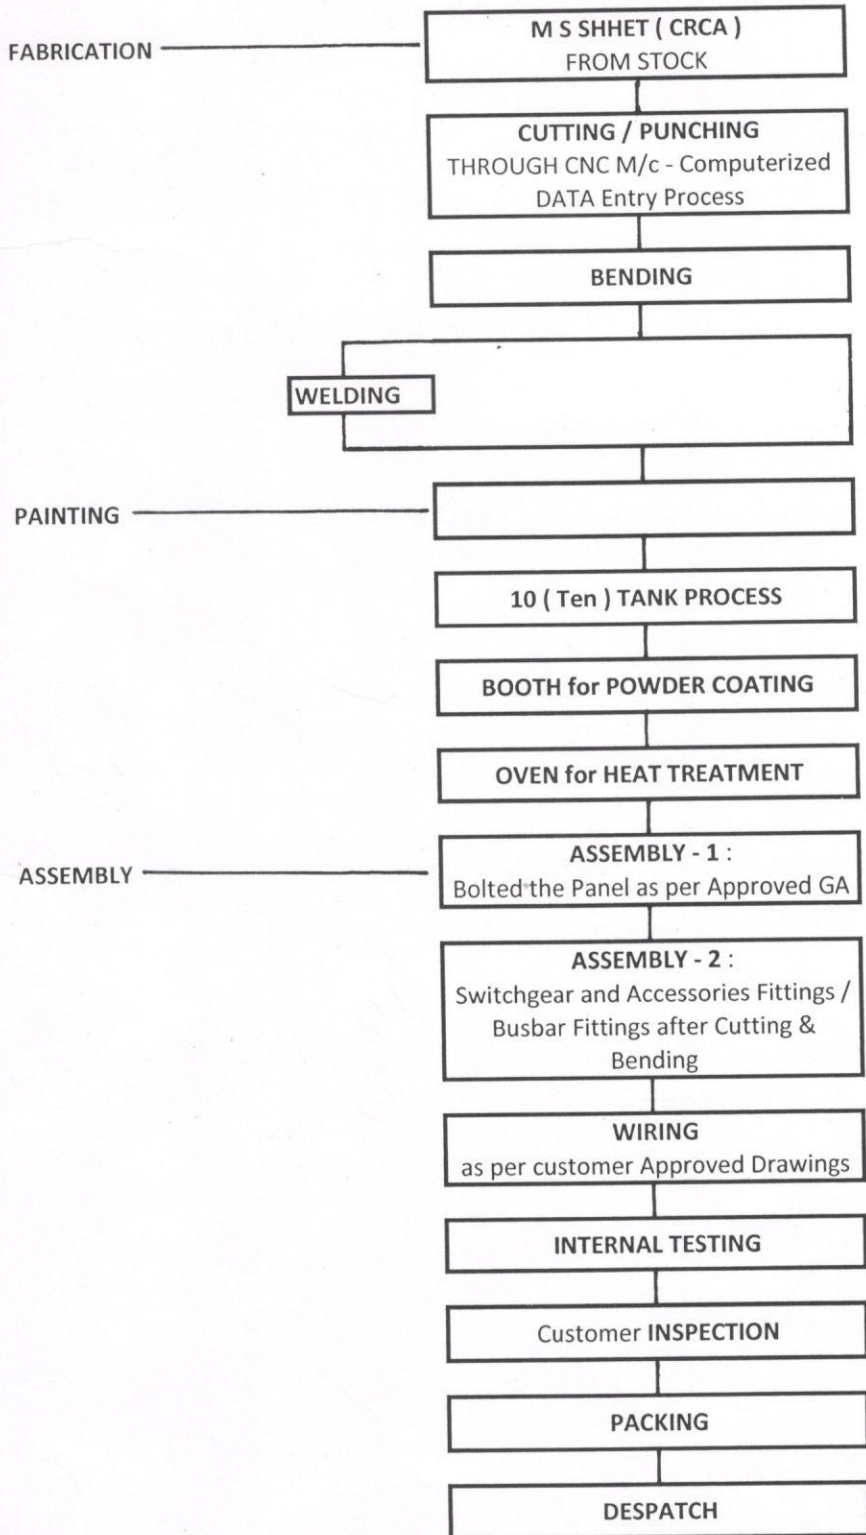 FABRICATION
M S SHHET ( CRCA )
FROM STOCK
CUTTING / PUNCHING
THROUGH CNC M/c - Computerized
DATA Entry Process
BENDING
WELDING
PAINTING
10 ( Ten ) TANK PROCESS
BOOTH for POWDER COATING
OVEN for HEAT TREATMENT
ASSEMBLY
ASSEMBLY - 1 :
Bolted the Panel as per Approved GA
ASSEMBLY - 2 :
Switchgear and Accessories Fittings /
Busbar Fittings after Cutting &
Bending
WIRING
as per customer Approved Drawings
INTERNAL TESTING
Customer INSPECTION
PACKING
DESPATCH